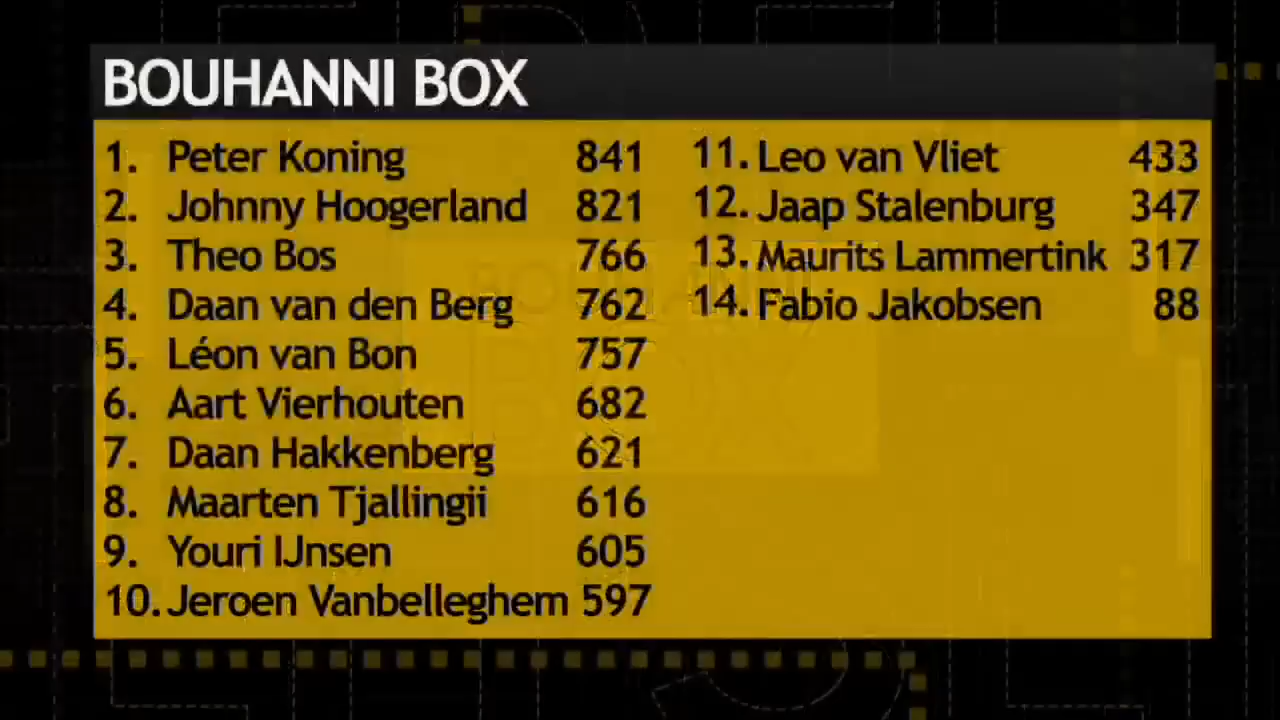 BOUHANNI BOX
1. Peter Koning 841
2. Johnny Hoogerland 821
3. Theo Bos 766
4. Daan van den Berg 762
5. Léon van Bon 757
6. Aart Vierhouten 682
7. Daan Hakkenberg 621
8. Maarten Tjallingii 616
9. Youri IJnsen 605
10. Jeroen Vanbelleghem 597
11. Leo van Vliet 433
12. Jaap Stalenburg 347
13. Maurits Lammertink 317
14. Fabio Jakobsen 88
BOUHANNI
BOX